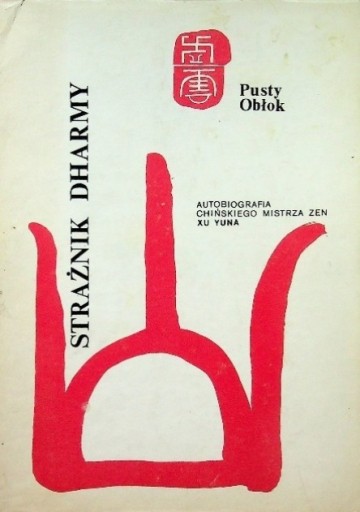 Pusty
Obłok
STRAŻNIK DHARMY
AUTOBIOGRAFIA
CHIŃSKIEGO MISTRZA ZEN
XU YUNA